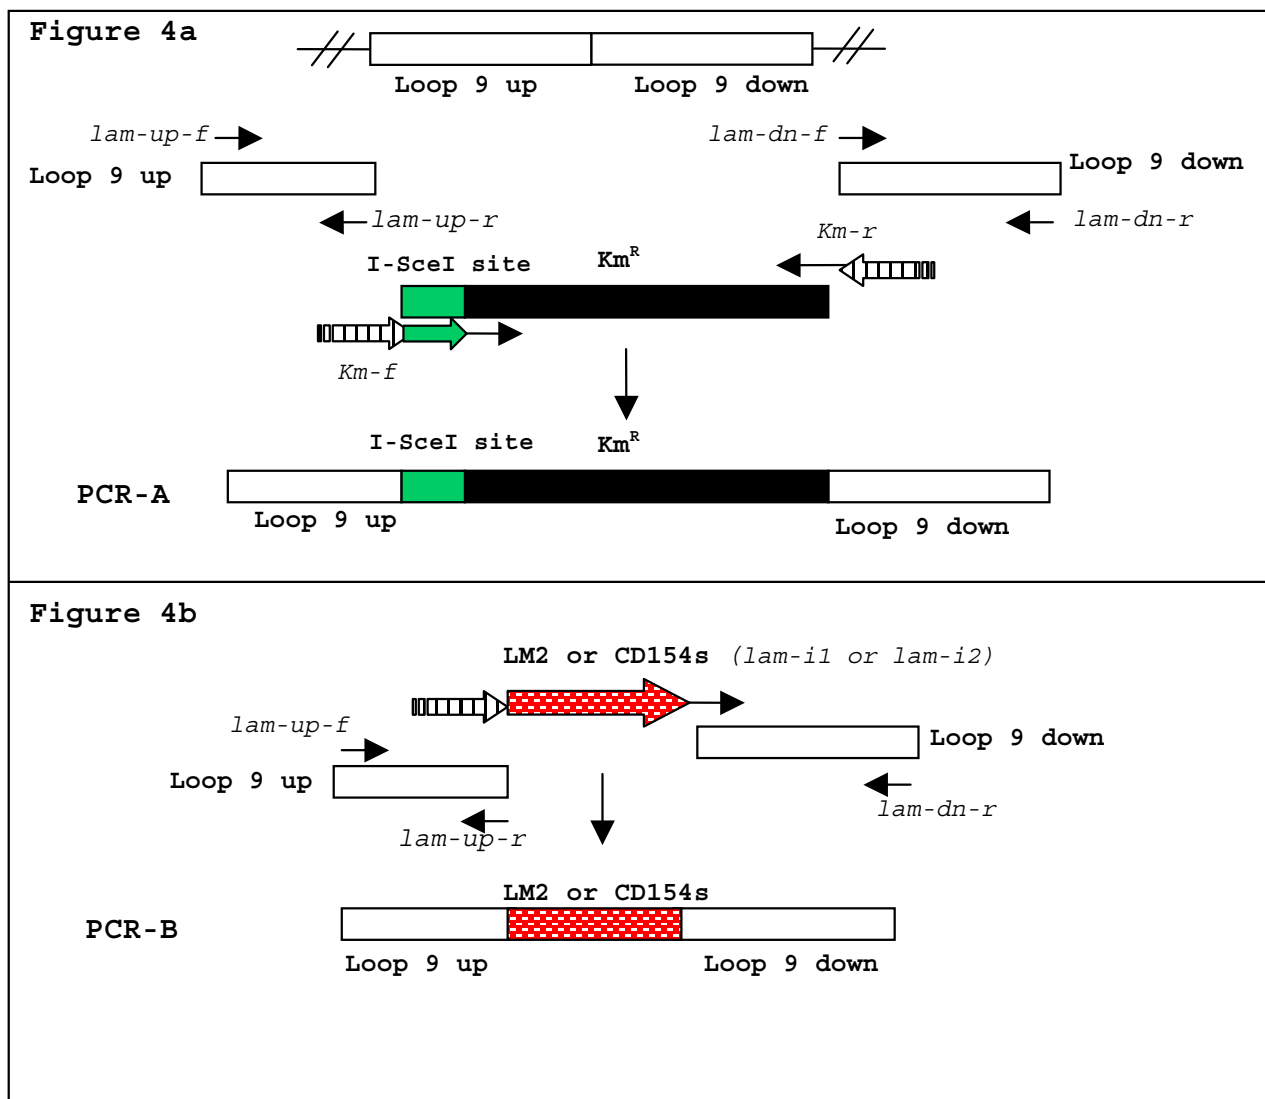 Figure 4a
Loop 9 up
Loop 9 down
lam-up-f
lam-dn-f
Loop 9 up
Loop 9 down
lam-up-r
lam-dn-r
Km-r
I-SceI site
KmR
Km-f
I-SceI site
KmR
PCR-A
Loop 9 up
Loop 9 down
Figure 4b
LM2 or CD154s (lam-i1 or lam-i2)
lam-up-f
Loop 9 down
Loop 9 up
lam-dn-r
lam-up-r
LM2 or CD154s
PCR-B
Loop 9 up
Loop 9 down